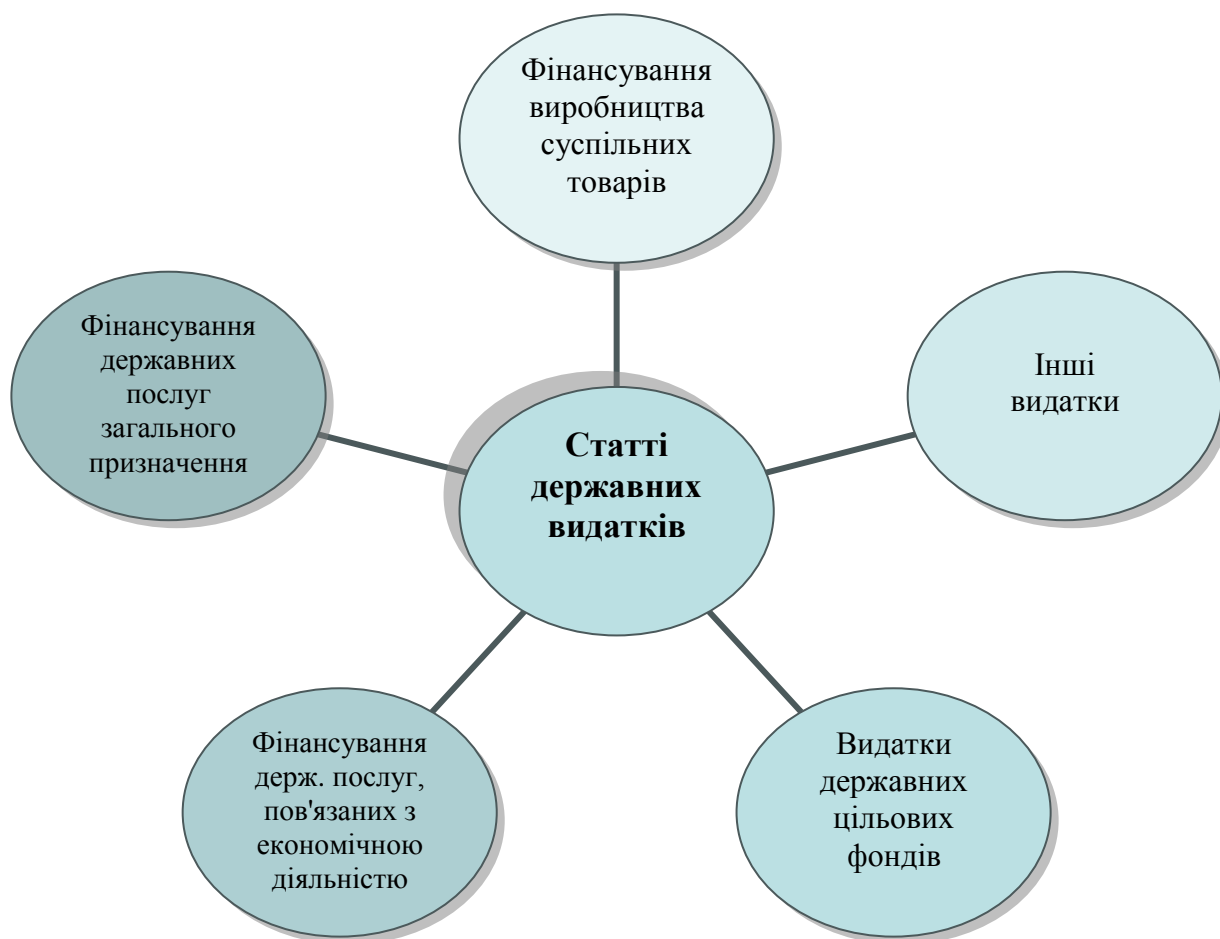 Фінансування
виробництва
суспільних
товарів
Фінансування
державних
послуг
загального
призначення
Інші
видатки
Статті
державних
видатків
Фінансування
держ. послуг,
пов'язаних з
економічною
діяльністю
Видатки
державних
цільових
фондів